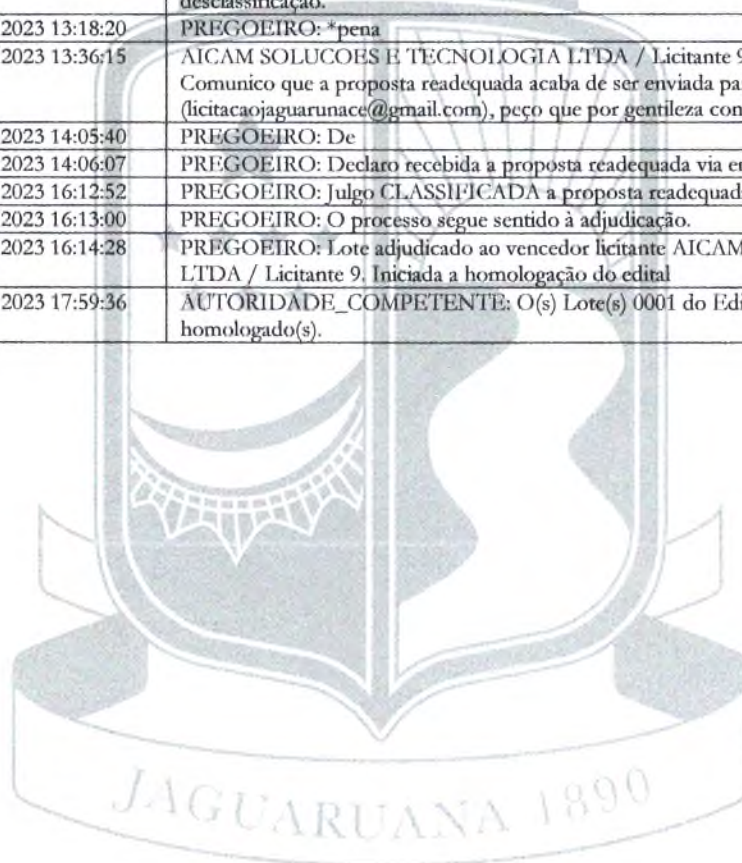 desclassificação.
2023 13:18:20 PREGOEIRO: *pena
2023 13:36:15 AICAM SOLUCOES E TECNOLOGIA LTDA / Licitante 9
Comunico que a proposta readequada acaba de ser enviada pa
(licitacaojaguarunace@gmail.com), peço que por gentileza con
2023 14:05:40 PREGOEIRO: De
2023 14:06:07 PREGOEIRO: Declaro recebida a proposta readequada via e
2023 16:12:52 PREGOEIRO: Julgo CLASSIFICADA a proposta readequad
2023 16:13:00 PREGOEIRO: O processo segue sentido à adjudicação.
2023 16:14:28 PREGOEIRO: Lote adjudicado ao vencedor licitante AICAM
LTDA / Licitante 9. Iniciada a homologação do edital
2023 17:59:36 AUTORIDADE_COMPETENTE: O(s) Lote(s) 0001 do Edi
homologado(s).
JAGUARUANA 1890